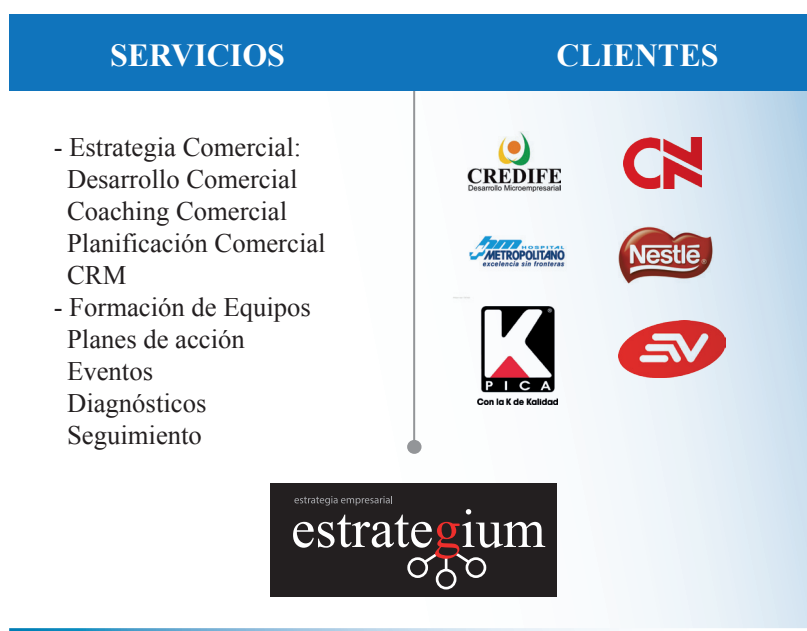 SERVICIOS
CLIENTES
- Estrategia Comercial:
Desarrollo Comercial
Coaching Comercial
Planificación Comercial
CRM
- Formación de Equipos
Planes de acción
Eventos
Diagnósticos
Seguimiento
CREDIFE
Desarrollo Microempresarial
CN
hm HOSPITAL
METROPOLITANO
excelencia sin fronteras
Nestlé
K
PICA
Con la K de Kalidad
estrategia empresarial
estrategium